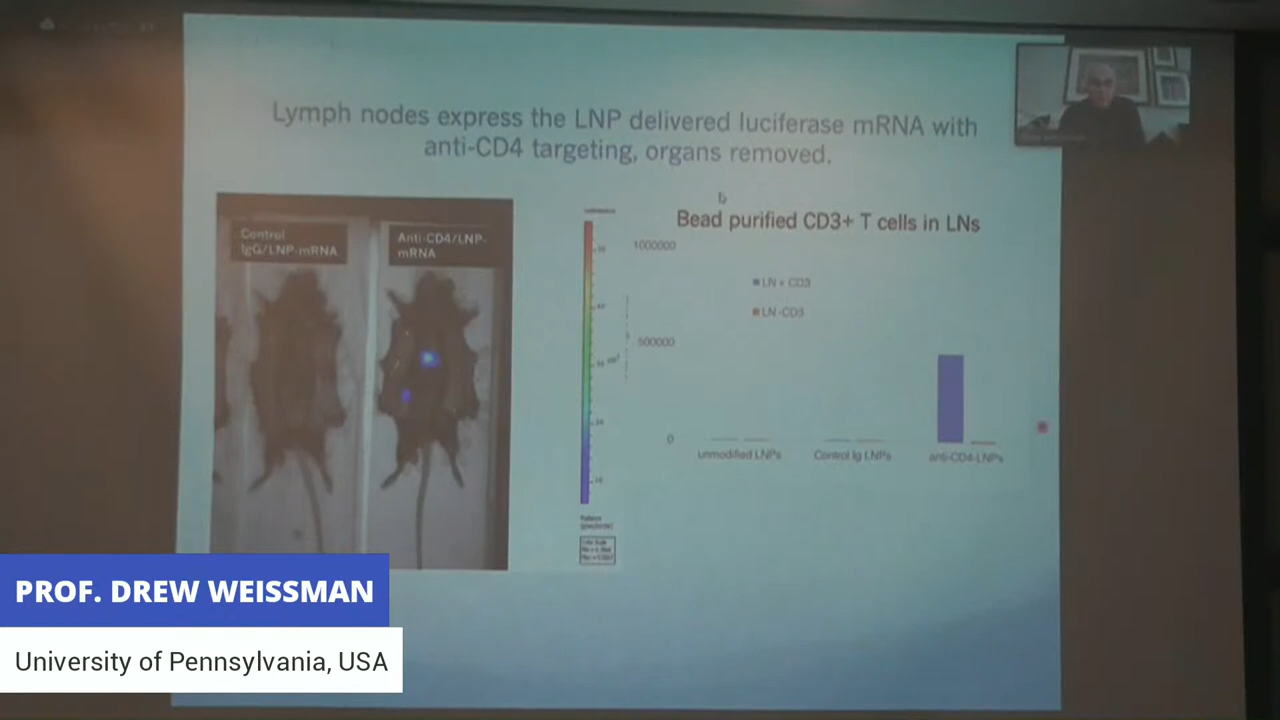 Lymph nodes express the LNP delivered luciferase mRNA with
anti-CD4 targeting, organs removed.
Control
IgG/LNP-mRNA
Anti-CD4/LNP-
mRNA
Bead purified CD3+ T cells in LNs
1000000
LN + CD3
LN -CD3
500000
0
unmodified LNPs
Control Ig LNPs
anti-CD4-LNPs
PROF. DREW WEISSMAN
University of Pennsylvania, USA